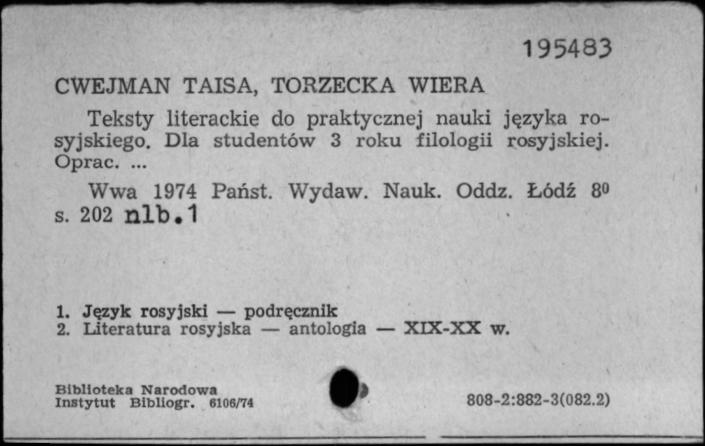 195483
CWEJMAN TAISA, TORZECKA WIERA
Teksty literackie do praktycznej nauki języka ro-
syjskiego. Dla studentów 3 roku filologii rosyjskiej.
Oprac. ...
Wwa 1974 Państ. Wydaw. Nauk. Oddz. Łódź 8⁰
s. 202 nlb.1
1. Język rosyjski — podręcznik
2. Literatura rosyjska — antologia — XIX-XX w.
Biblioteka Narodowa
Instytut Bibliogr. 6106/74
808-2:882-3(082.2)